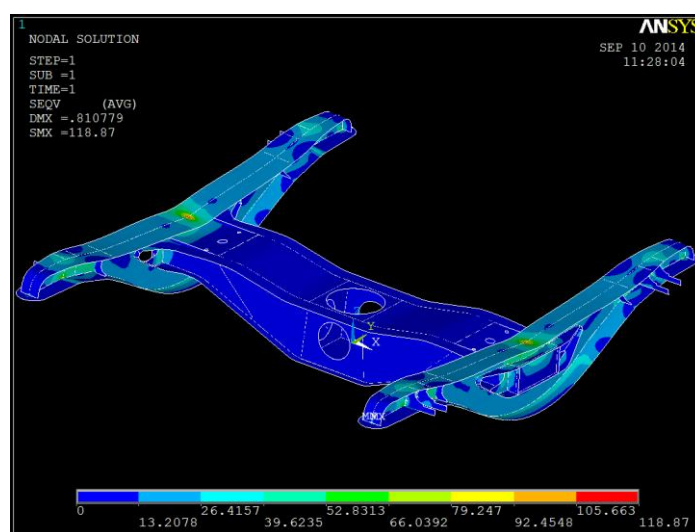 1
NODAL SOLUTION
ANSYS
SEP 10 2014
11:28:04
STEP=1
SUB =1
TIME=1
SEQV (AVG)
DMX =.810779
SMX =118.87
Y
X
0 26.4157 52.8313 79.247 105.663
13.2078 39.6235 66.0392 92.4548 118.87